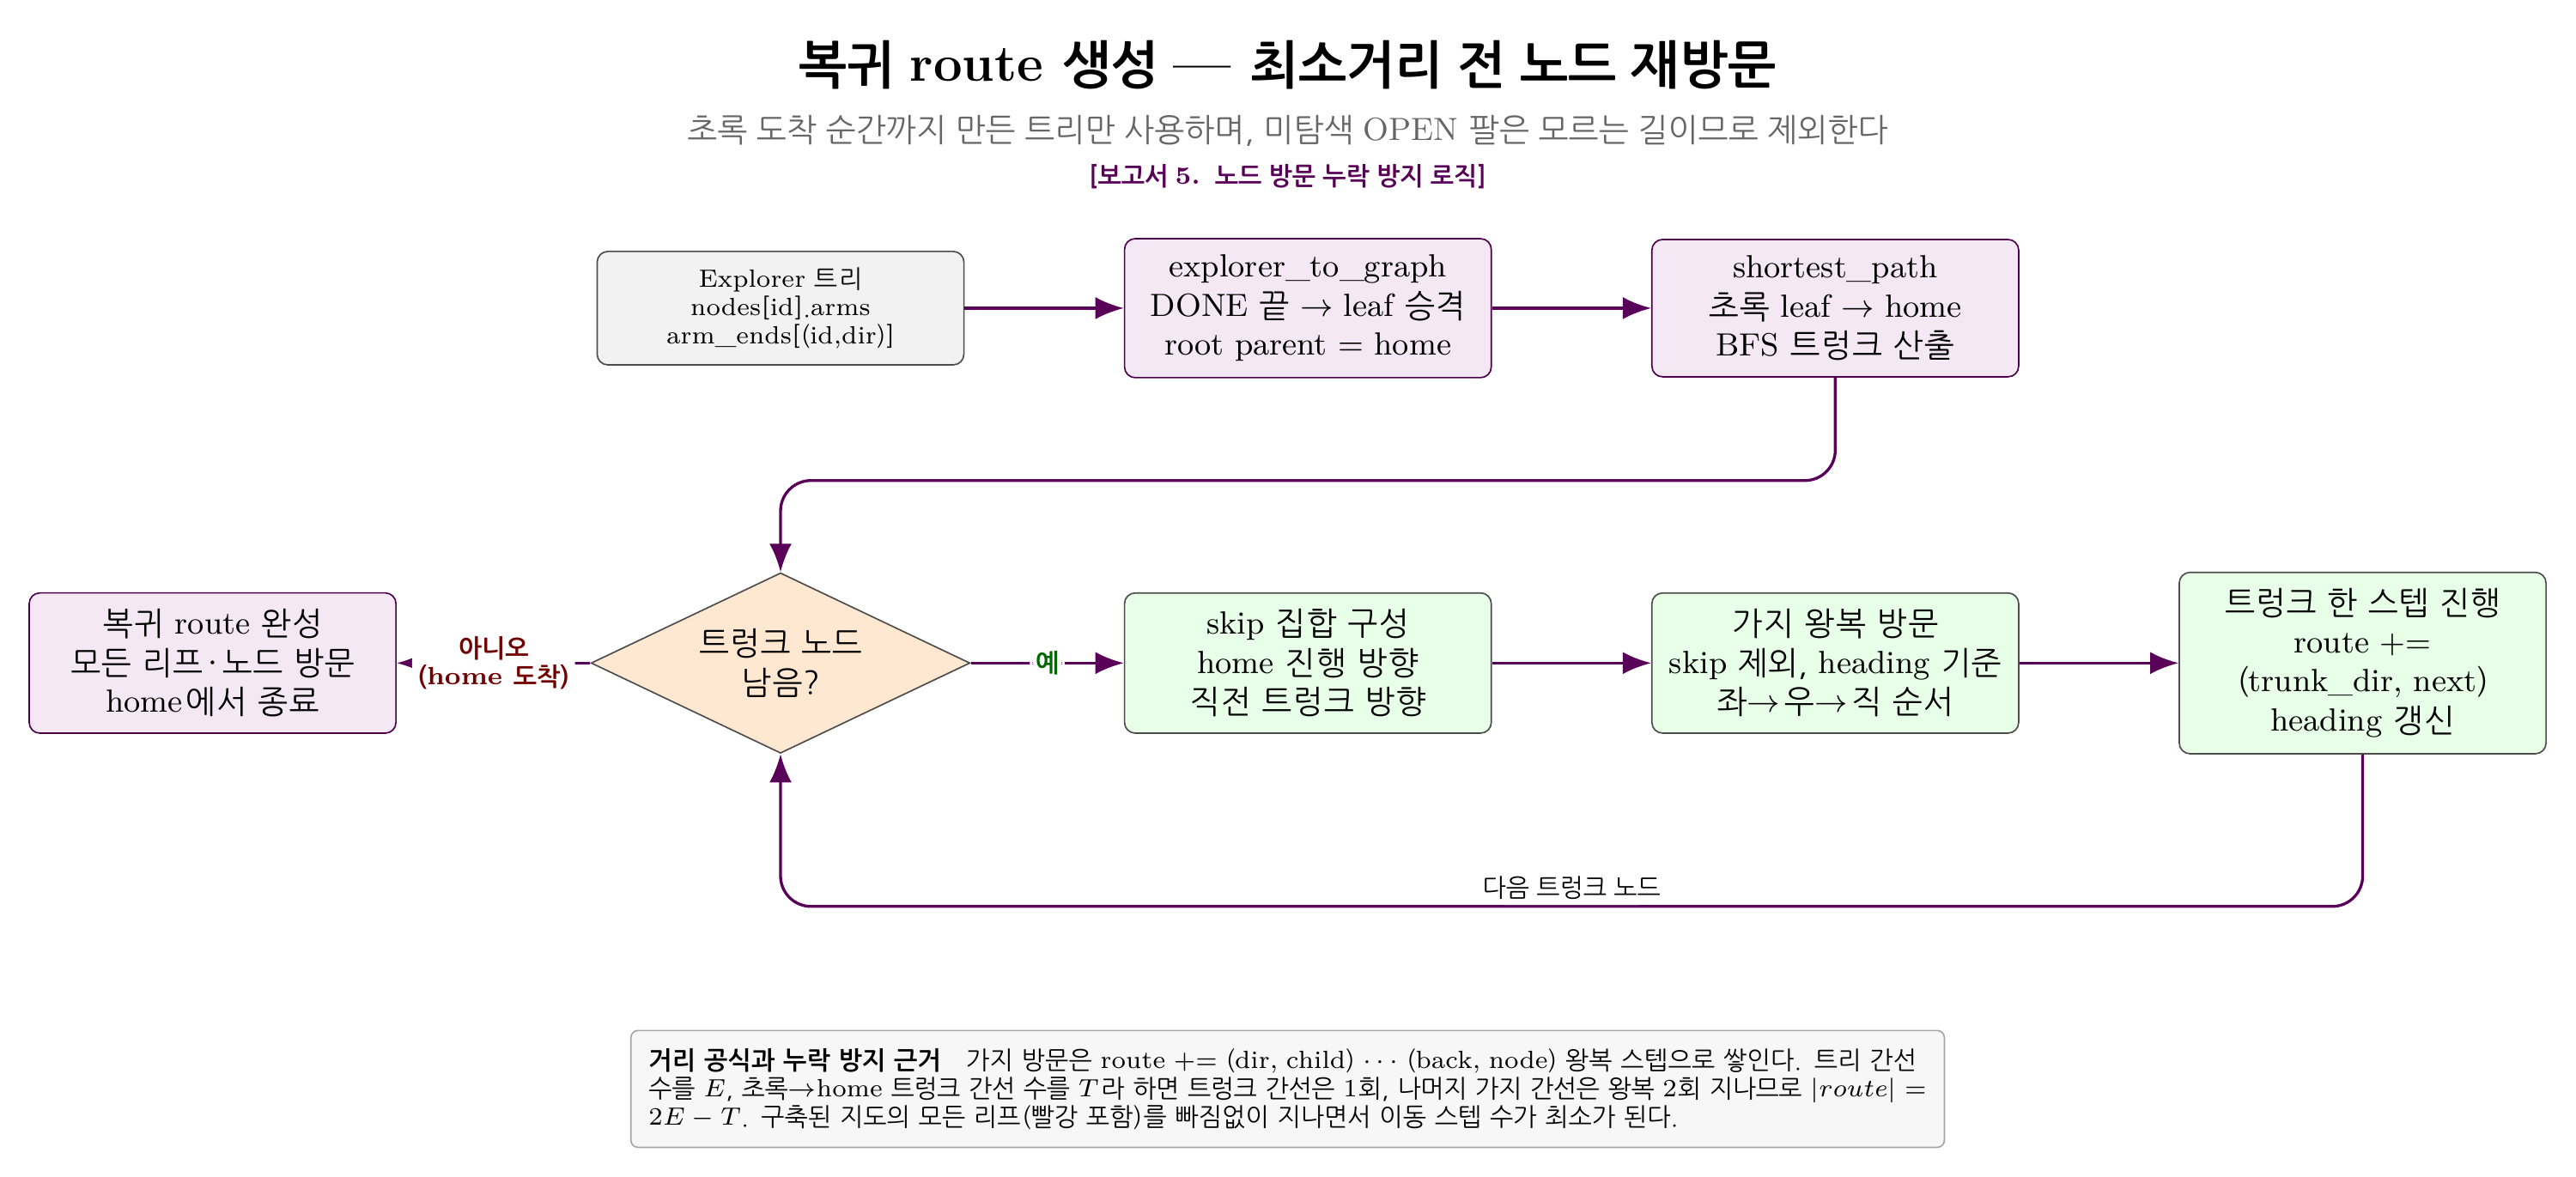 복귀 route 생성 — 최소거리 전 노드 재방문
초록 도착 순간까지 만든 트리만 사용하며, 미탐색 OPEN 팔은 모르는 길이므로 제외한다
[보고서 5. 노드 방문 누락 방지 로직]
Explorer 트리
nodes[id].arms
arm_ends[(id,dir)]
explorer_to_graph
DONE 끝 → leaf 승격
root parent = home
shortest_path
초록 leaf → home
BFS 트렁크 산출
복귀 route 완성
모든 리프·노드 방문
home에서 종료
아니오
(home 도착)
트렁크 노드
남음?
예
skip 집합 구성
home 진행 방향
직전 트렁크 방향
가지 왕복 방문
skip 제외, heading 기준
좌→우→직 순서
트렁크 한 스텝 진행
route +=
(trunk_dir, next)
heading 갱신
다음 트렁크 노드
거리 공식과 누락 방지 근거 가지 방문은 route += (dir, child) ··· (back, node) 왕복 스텝으로 쌓인다. 트리 간선
수를 E, 초록→home 트렁크 간선 수를 T라 하면 트렁크 간선은 1회, 나머지 가지 간선은 왕복 2회 지나므로 |route| =
2E − T. 구축된 지도의 모든 리프(빨강 포함)를 빠짐없이 지나면서 이동 스텝 수가 최소가 된다.